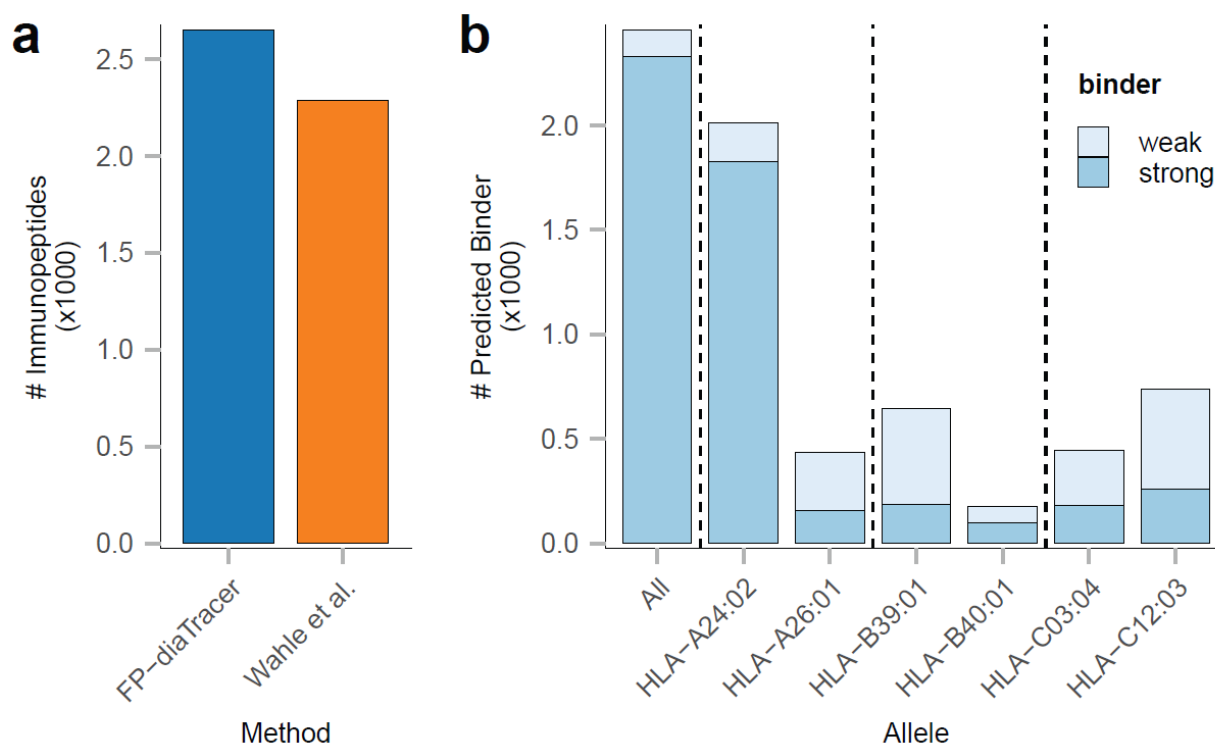 a
# Immunopeptides
(x1000)
2.5
2.0
1.5
1.0
0.5
0.0
FP−diaTracer
Wahle et al.
Method
b
# Predicted Binder
(x1000)
2.0
1.5
1.0
0.5
0.0
binder
weak
strong
All
HLA−A24:02
HLA−A26:01
HLA−B39:01
HLA−B40:01
HLA−C03:04
HLA−C12:03
Allele